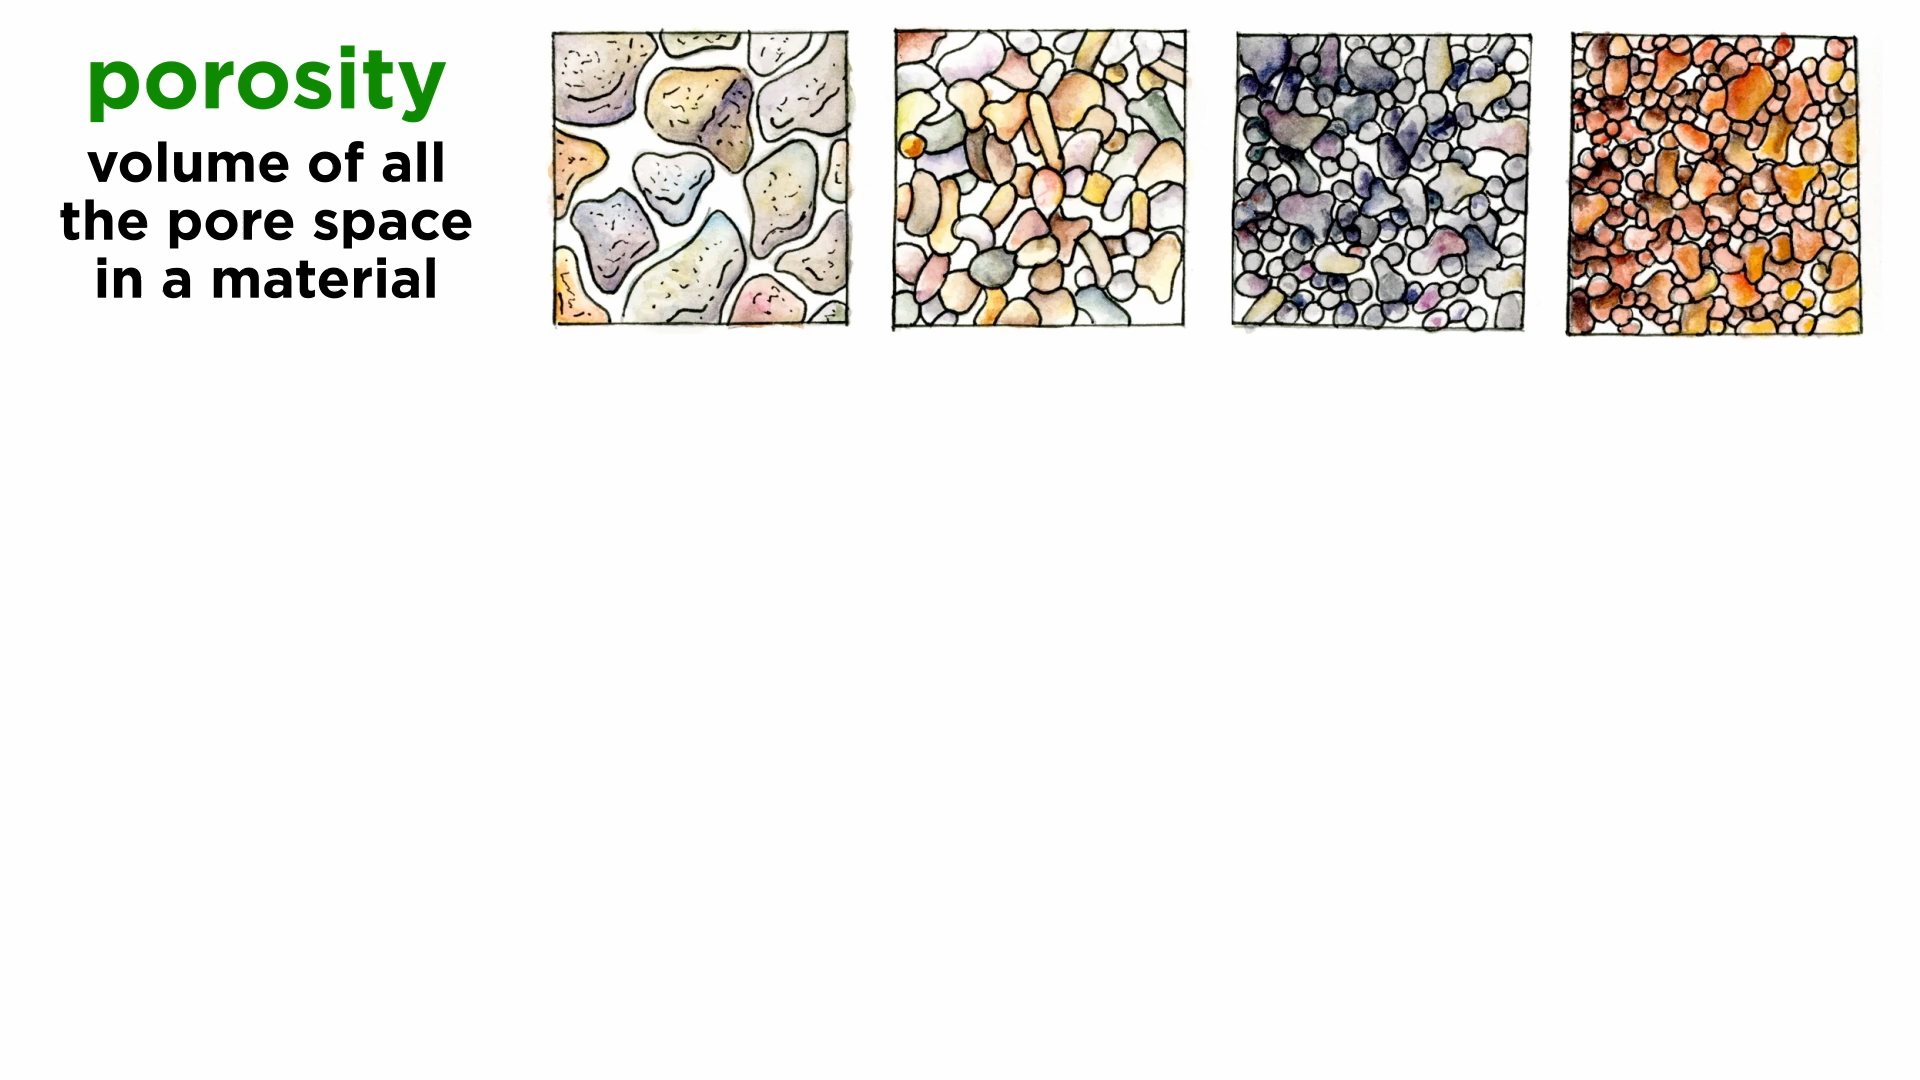 porosity
volume of all
the pore space
in a material